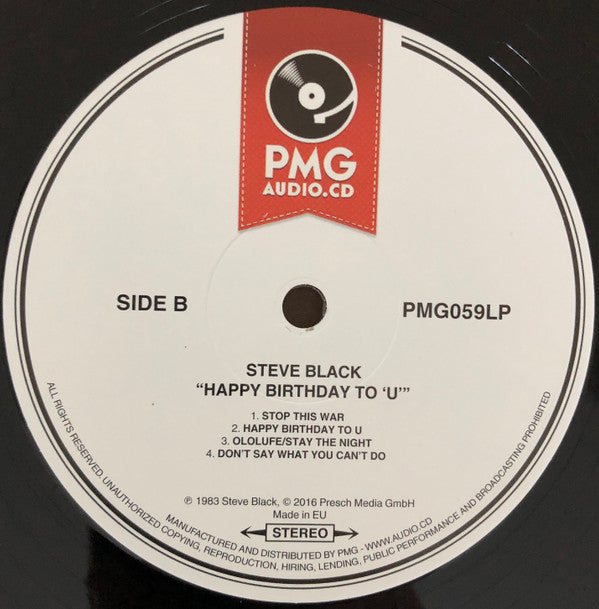 PMG
AUDIO.CD
SIDE B
PMG059LP
STEVE BLACK
“HAPPY BIRTHDAY TO ‘U’”
1. STOP THIS WAR
2. HAPPY BIRTHDAY TO U
3. OLOLUFE/STAY THE NIGHT
4. DON'T SAY WHAT YOU CAN'T DO
℗ 1983 Steve Black, © 2016 Presch Media GmbH
Made in EU
STEREO
MANUFACTURED AND DISTRIBUTED BY PMG - WWW.AUDIO.CD
ALL RIGHTS RESERVED, UNAUTHORIZED COPYING, REPRODUCTION, HIRING, LENDING, PUBLIC PERFORMANCE AND BROADCASTING PROHIBITED